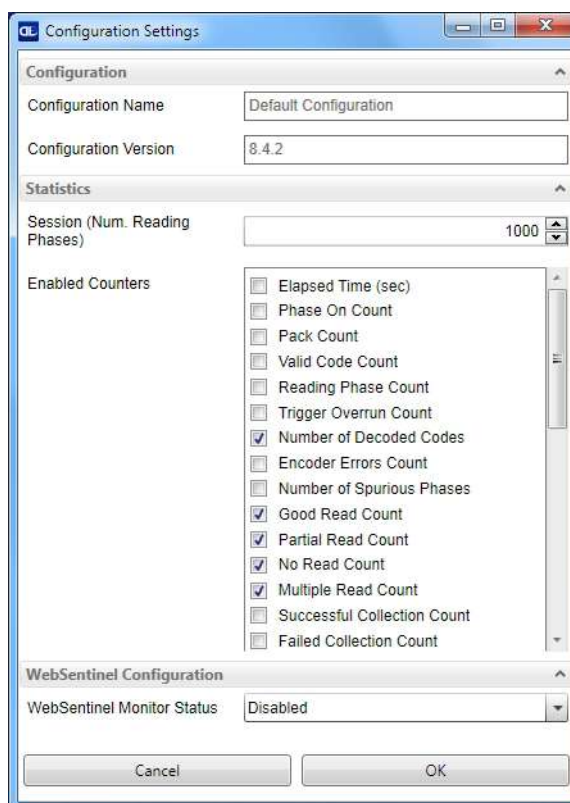 Configuration Settings
Configuration
Configuration Name Default Configuration
Configuration Version 8.4.2
Statistics
Session (Num. Reading
Phases) 1000
Enabled Counters
Elapsed Time (sec)
Phase On Count
Pack Count
Valid Code Count
Reading Phase Count
Trigger Overrun Count
Number of Decoded Codes
Encoder Errors Count
Number of Spurious Phases
Good Read Count
Partial Read Count
No Read Count
Multiple Read Count
Successful Collection Count
Failed Collection Count
WebSentinel Configuration
WebSentinel Monitor Status Disabled
Cancel OK